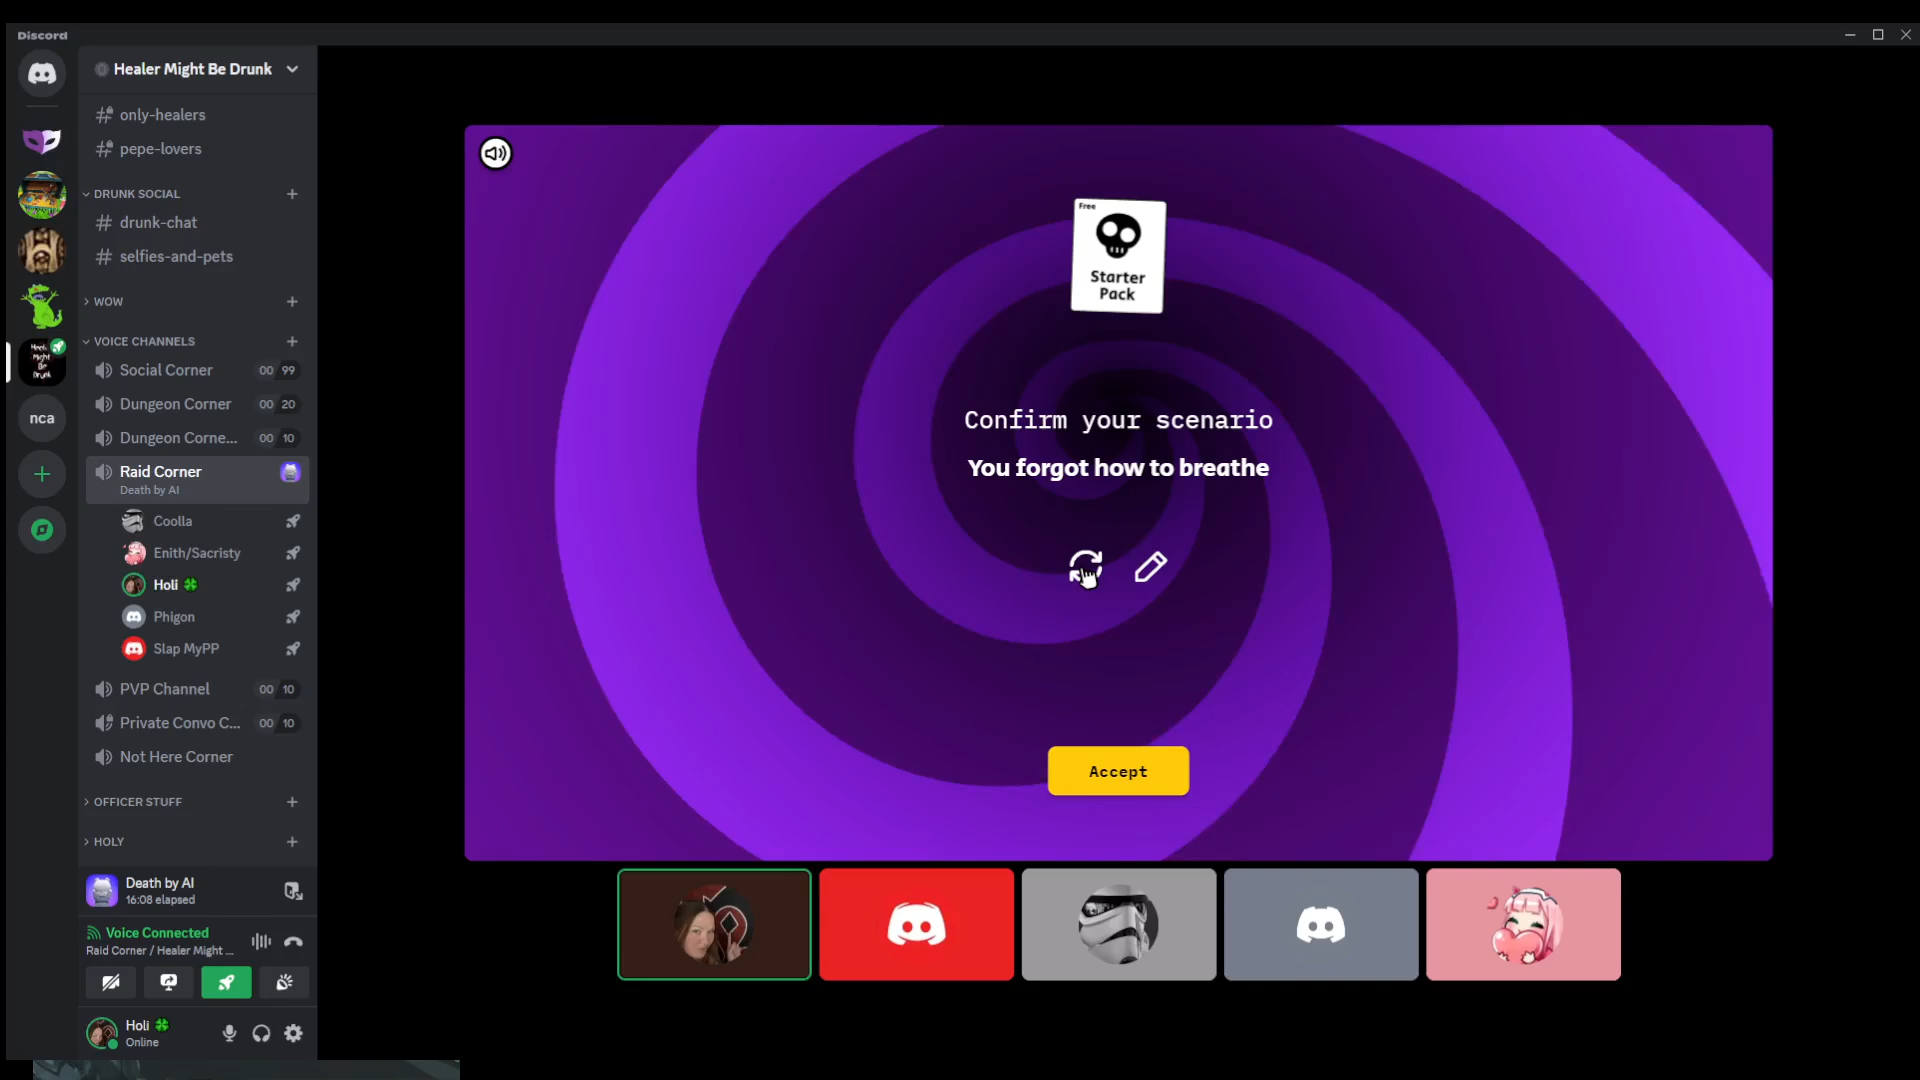 Discord
Healer Might Be Drunk
only-healers
pepe-lovers
DRUNK SOCIAL
drunk-chat
selfies-and-pets
WOW
VOICE CHANNELS
Social Corner 00 99
Dungeon Corner 00 20
Dungeon Corne... 00 10
Raid Corner
Death by AI
Coolla
Enith/Sacristy
Holi
Phigon
Slap MyPP
PVP Channel 00 10
Private Convo C... 00 10
Not Here Corner
OFFICER STUFF
HOLY
Death by AI
16:08 elapsed
Voice Connected
Raid Corner / Healer Might ...
Holi
Online
nca
Heal
Might
Be
Drunk
Free
Starter
Pack
Confirm your scenario
You forgot how to breathe
Accept